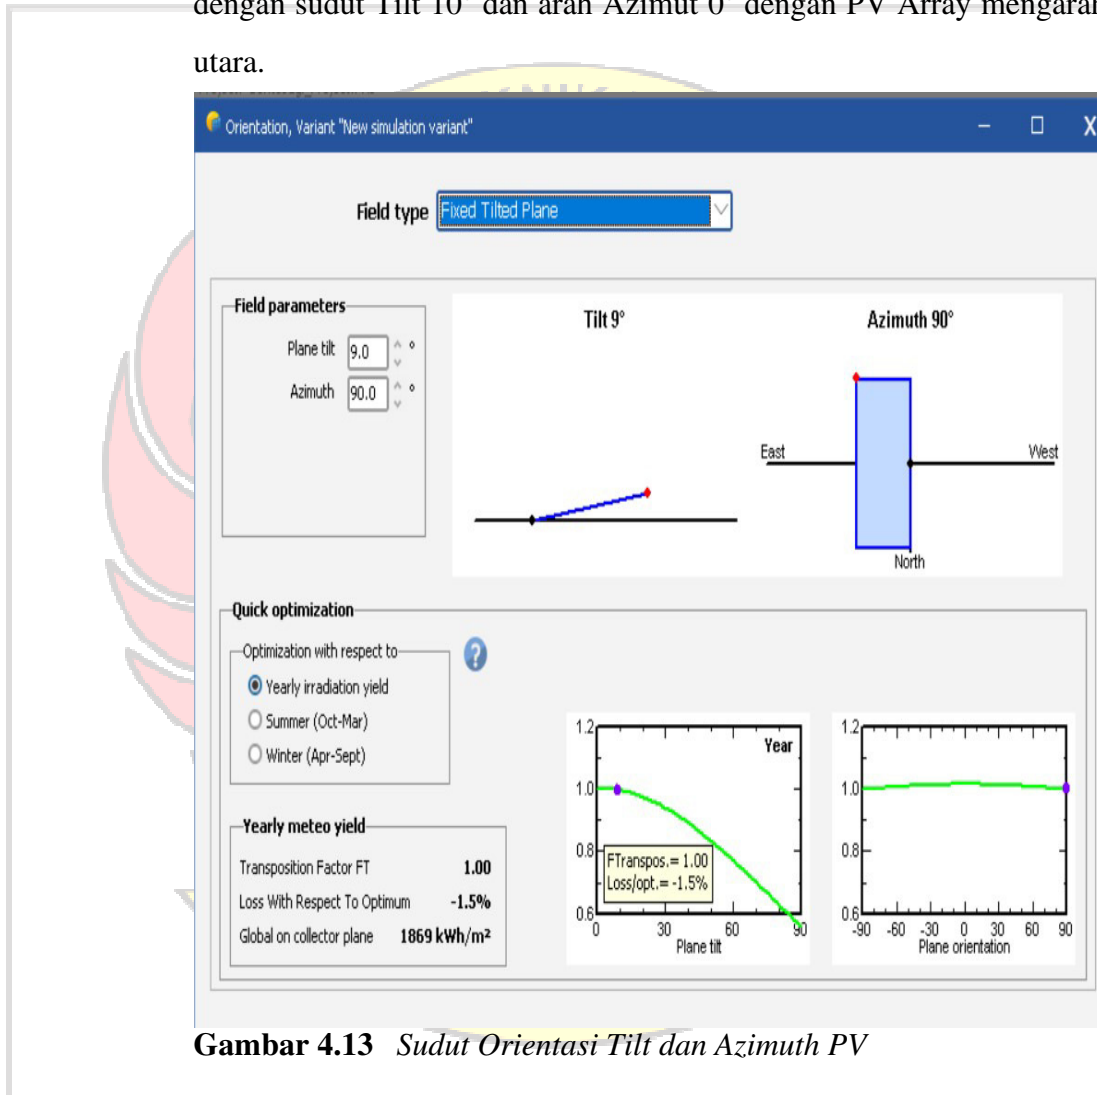 dengan sudut Tilt 10° dan arah Azimut 0° dengan PV Array mengarah
utara.
Orientation, Variant "New simulation variant"
Field type Fixed Tilted Plane
Field parameters
Plane tilt 9.0 °
Azimuth 90.0 °
Tilt 9°
Azimuth 90°
East
West
North
Quick optimization
Optimization with respect to
Yearly irradiation yield
Summer (Oct-Mar)
Winter (Apr-Sept)
Yearly meteo yield
Transposition Factor FT 1.00
Loss With Respect To Optimum -1.5%
Global on collector plane 1869 kWh/m²
1.2
1.0
0.8
0.6
Year
FTranspos.= 1.00
Loss/opt.= -1.5%
0 30 60 90
Plane tilt
1.2
1.0
0.8
0.6
-90 -60 -30 0 30 60 90
Plane orientation
Gambar 4.13 Sudut Orientasi Tilt dan Azimuth PV